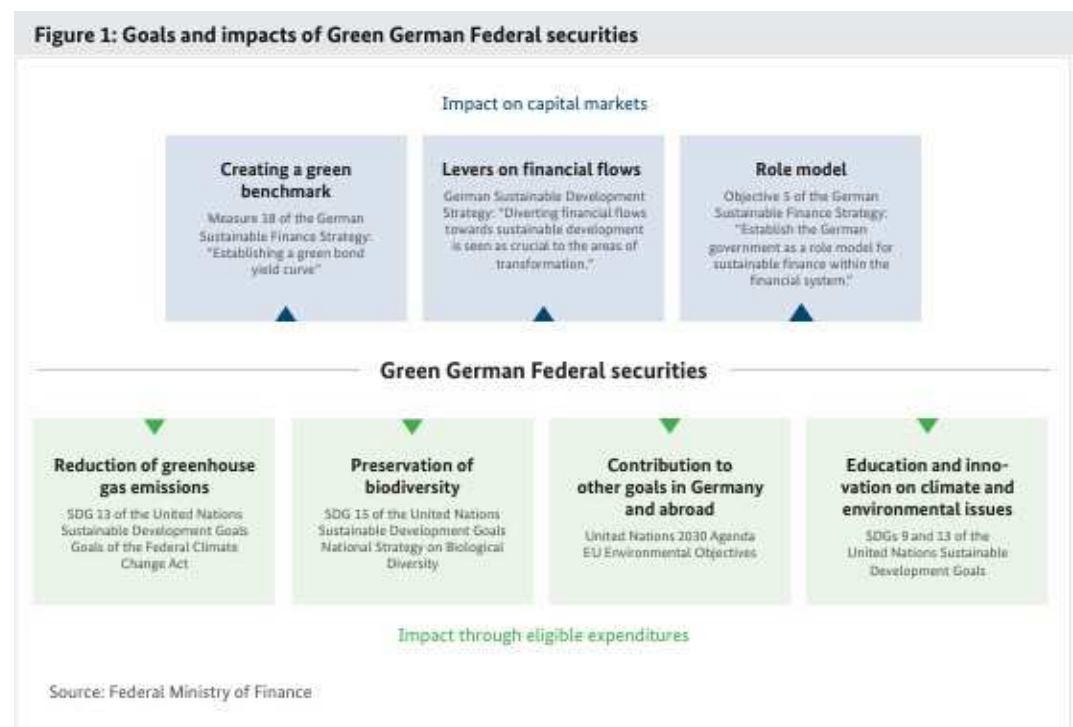 Figure 1: Goals and impacts of Green German Federal securities
Impact on capital markets
Creating a green
benchmark
Measure 18 of the German
Sustainable Finance Strategy:
"Establishing a green bond
yield curve"
Levers on financial flows
German Sustainable Development
Strategy: "Diverting financial flows
towards sustainable development
is seen as crucial to the areas of
transformation."
Role model
Objective 5 of the German
Sustainable Finance Strategy:
"Establish the German
government as a role model for
sustainable finance within the
financial system."
Green German Federal securities
Reduction of greenhouse
gas emissions
SDG 13 of the United Nations
Sustainable Development Goals
Goals of the Federal Climate
Change Act
Preservation of
biodiversity
SDG 15 of the United Nations
Sustainable Development Goals
National Strategy on Biological
Diversity
Contribution to
other goals in Germany
and abroad
United Nations 2030 Agenda
EU Environmental Objectives
Education and inno-
vation on climate and
environmental issues
SDGs 9 and 13 of the
United Nations Sustainable
Development Goals
Impact through eligible expenditures
Source: Federal Ministry of Finance